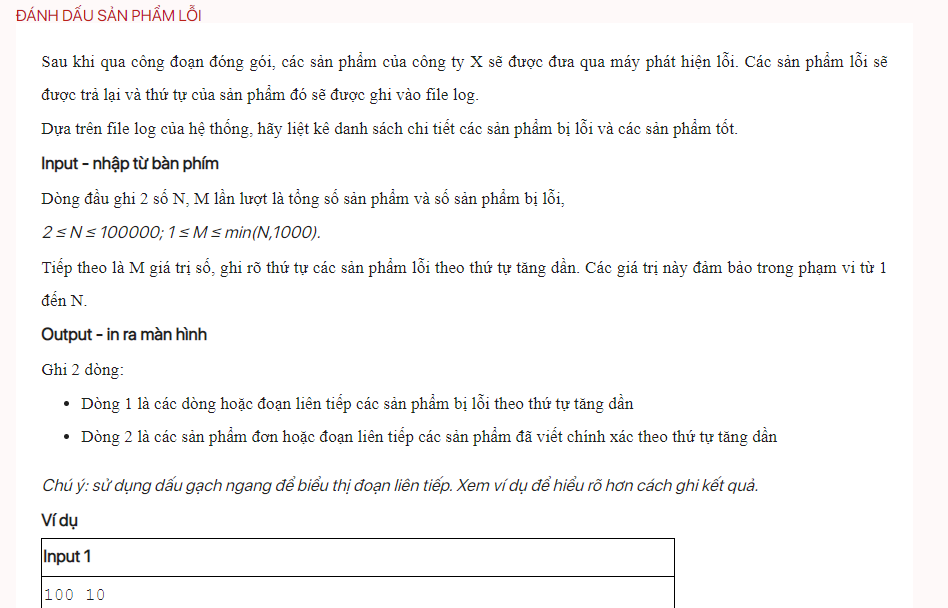 ĐÁNH DẤU SẢN PHẨM LỖI
Sau khi qua công đoạn đóng gói, các sản phẩm của công ty X sẽ được đưa qua máy phát hiện lỗi. Các sản phẩm lỗi sẽ
được trả lại và thứ tự của sản phẩm đó sẽ được ghi vào file log.
Dựa trên file log của hệ thống, hãy liệt kê danh sách chi tiết các sản phẩm bị lỗi và các sản phẩm tốt.
Input - nhập từ bàn phím
Dòng đầu ghi 2 số N, M lần lượt là tổng số sản phẩm và số sản phẩm bị lỗi,
2 ≤ N ≤ 100000; 1 ≤ M ≤ min(N,1000).
Tiếp theo là M giá trị số, ghi rõ thứ tự các sản phẩm lỗi theo thứ tự tăng dần. Các giá trị này đảm bảo trong phạm vi từ 1
đến N.
Output - in ra màn hình
Ghi 2 dòng:
• Dòng 1 là các dòng hoặc đoạn liên tiếp các sản phẩm bị lỗi theo thứ tự tăng dần
• Dòng 2 là các sản phẩm đơn hoặc đoạn liên tiếp các sản phẩm đã viết chính xác theo thứ tự tăng dần
Chú ý: sử dụng dấu gạch ngang để biểu thị đoạn liên tiếp. Xem ví dụ để hiểu rõ hơn cách ghi kết quả.
Ví dụ
Input 1
100 10